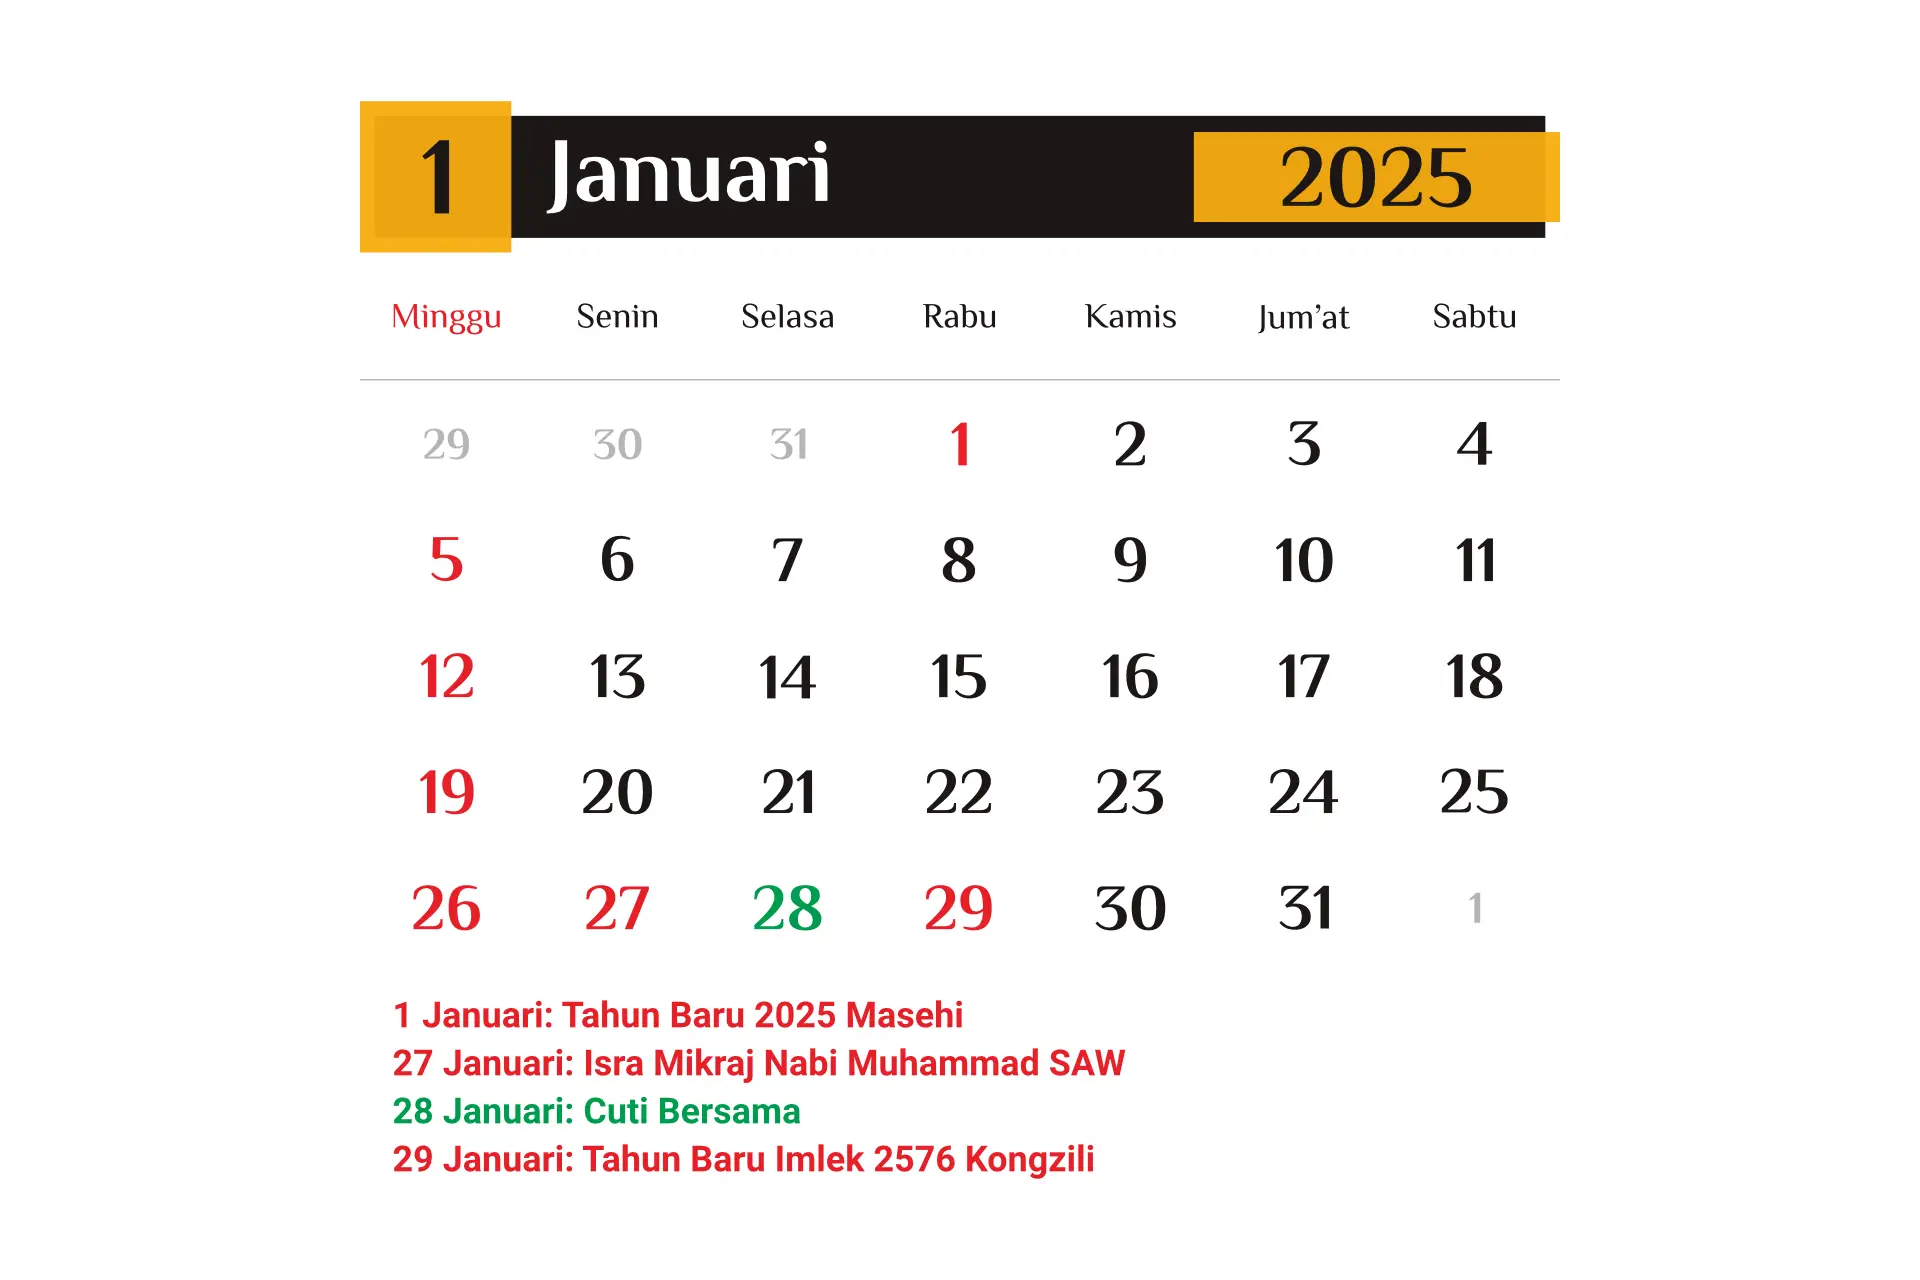 1 Januari 2025
Minggu Senin Selasa Rabu Kamis Jum’at Sabtu
29 30 31 1 2 3 4
5 6 7 8 9 10 11
12 13 14 15 16 17 18
19 20 21 22 23 24 25
26 27 28 29 30 31 1
1 Januari: Tahun Baru 2025 Masehi
27 Januari: Isra Mikraj Nabi Muhammad SAW
28 Januari: Cuti Bersama
29 Januari: Tahun Baru Imlek 2576 Kongzili